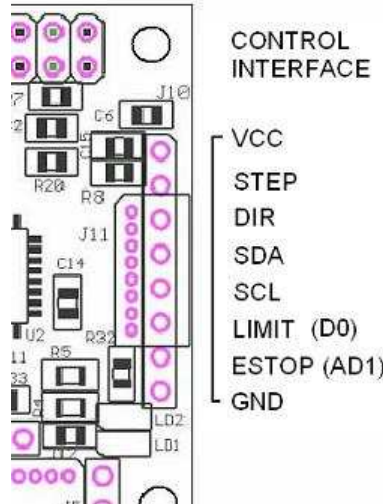 CONTROL
INTERFACE
J10
C6
C15
R20
R8
J11
C14
U2
R32
R5
R4
LD2
LD1
VCC
STEP
DIR
SDA
SCL
LIMIT (D0)
ESTOP (AD1)
GND